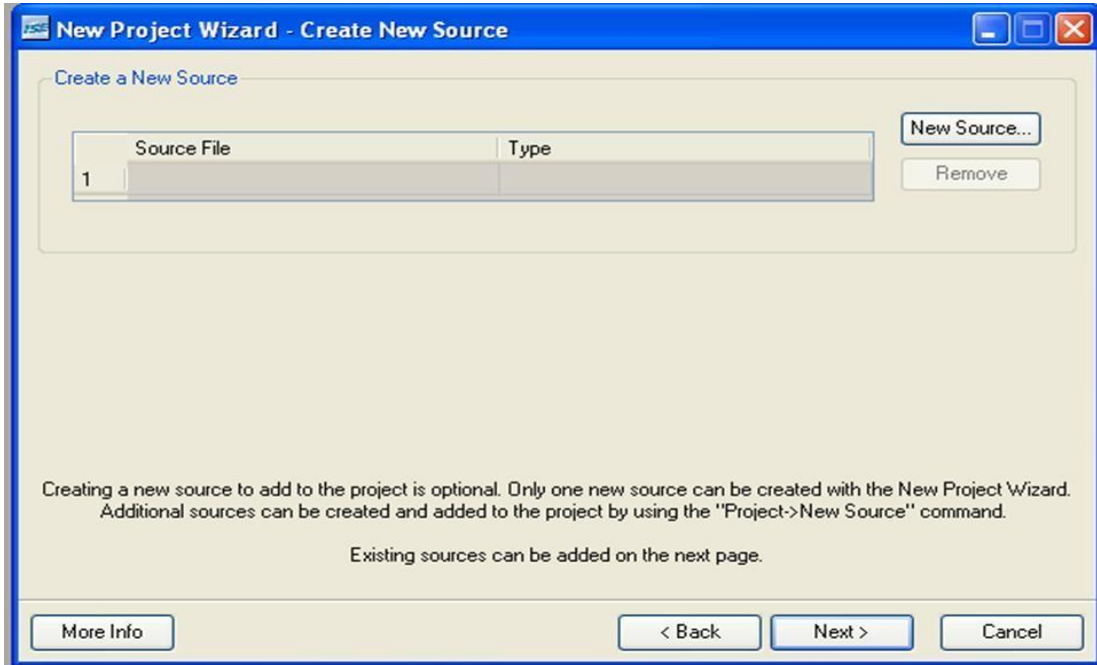 ISE New Project Wizard - Create New Source
Create a New Source
Source File Type
New Source...
1
Remove
Creating a new source to add to the project is optional. Only one new source can be created with the New Project Wizard.
Additional sources can be created and added to the project by using the "Project->New Source" command.
Existing sources can be added on the next page.
More Info < Back Next > Cancel